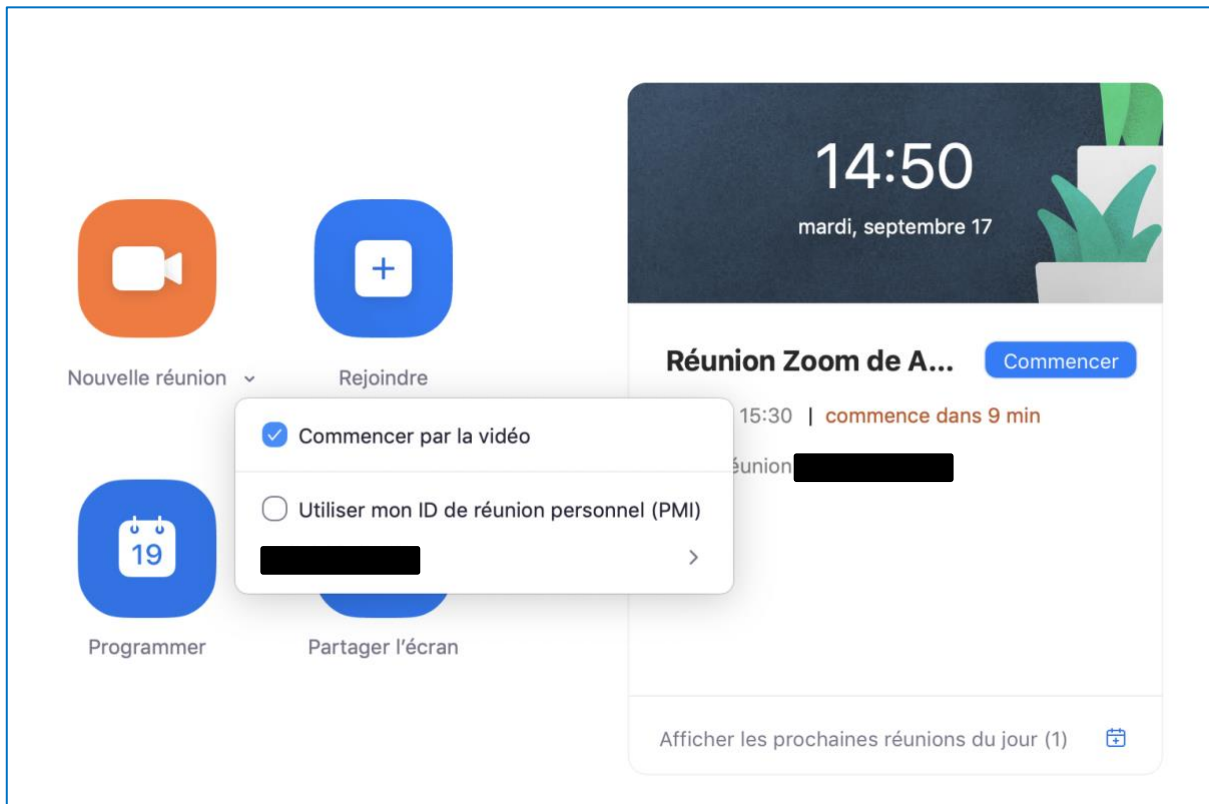 14:50
mardi, septembre 17
Nouvelle réunion
Rejoindre
Réunion Zoom de A...
Commencer
15:30 | commence dans 9 min
éunion
Commencer par la vidéo
Utiliser mon ID de réunion personnel (PMI)
19
Programmer
Partager l'écran
Afficher les prochaines réunions du jour (1)